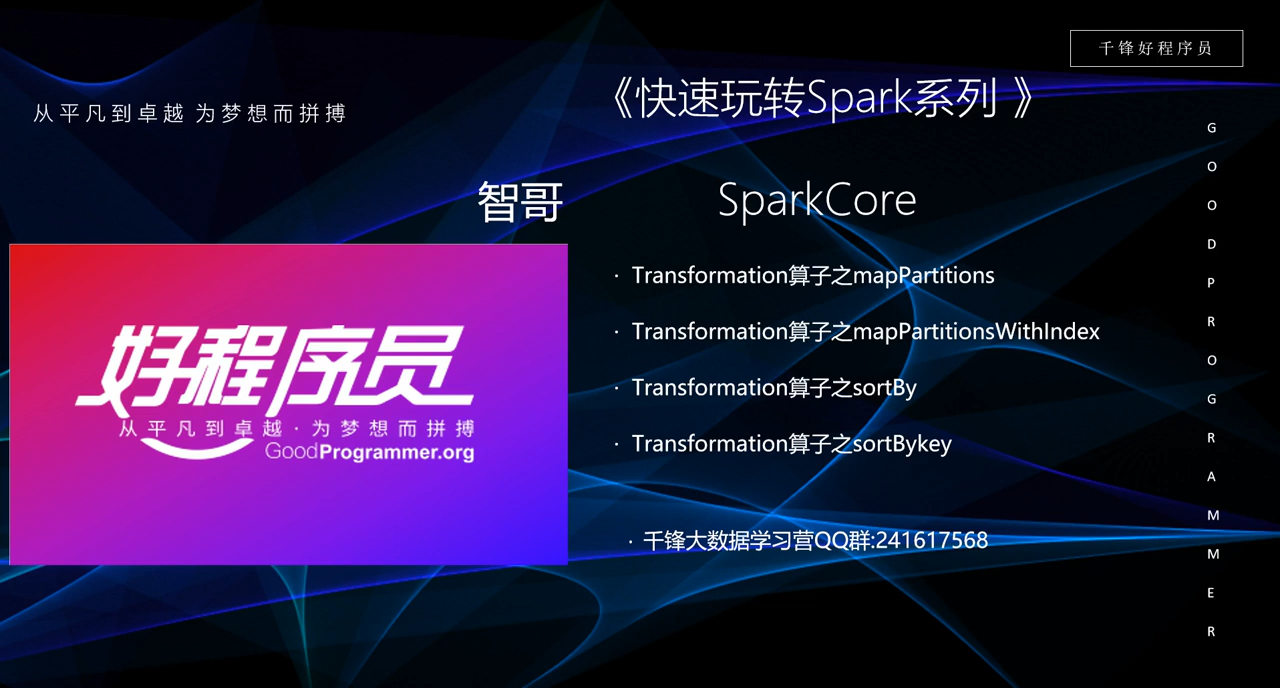 千锋好程序员
从平凡到卓越 为梦想而拼搏
《快速玩转Spark系列 》
智哥
SparkCore
好程序员
从平凡到卓越·为梦想而拼搏
GoodProgrammer.org
· Transformation算子之mapPartitions
· Transformation算子之mapPartitionsWithIndex
· Transformation算子之sortBy
· Transformation算子之sortBykey
· 千锋大数据学习营QQ群:241617568
GOODPROGRAMMER